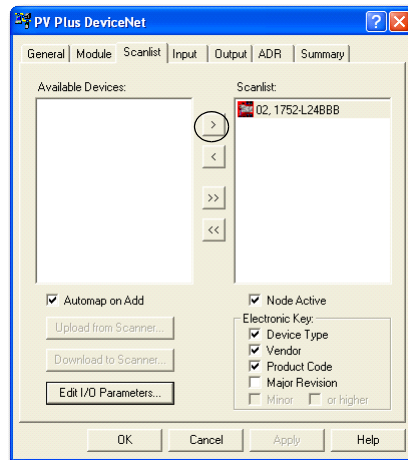 PV Plus DeviceNet
General Module Scanlist Input Output ADR Summary
Available Devices:
Scanlist:
02, 1752-L24BBB
>
<
>>
<<
Automap on Add
Node Active
Upload from Scanner...
Electronic Key:
Device Type
Vendor
Download to Scanner...
Product Code
Major Revision
Edit I/O Parameters...
Minor or higher
OK Cancel Apply Help